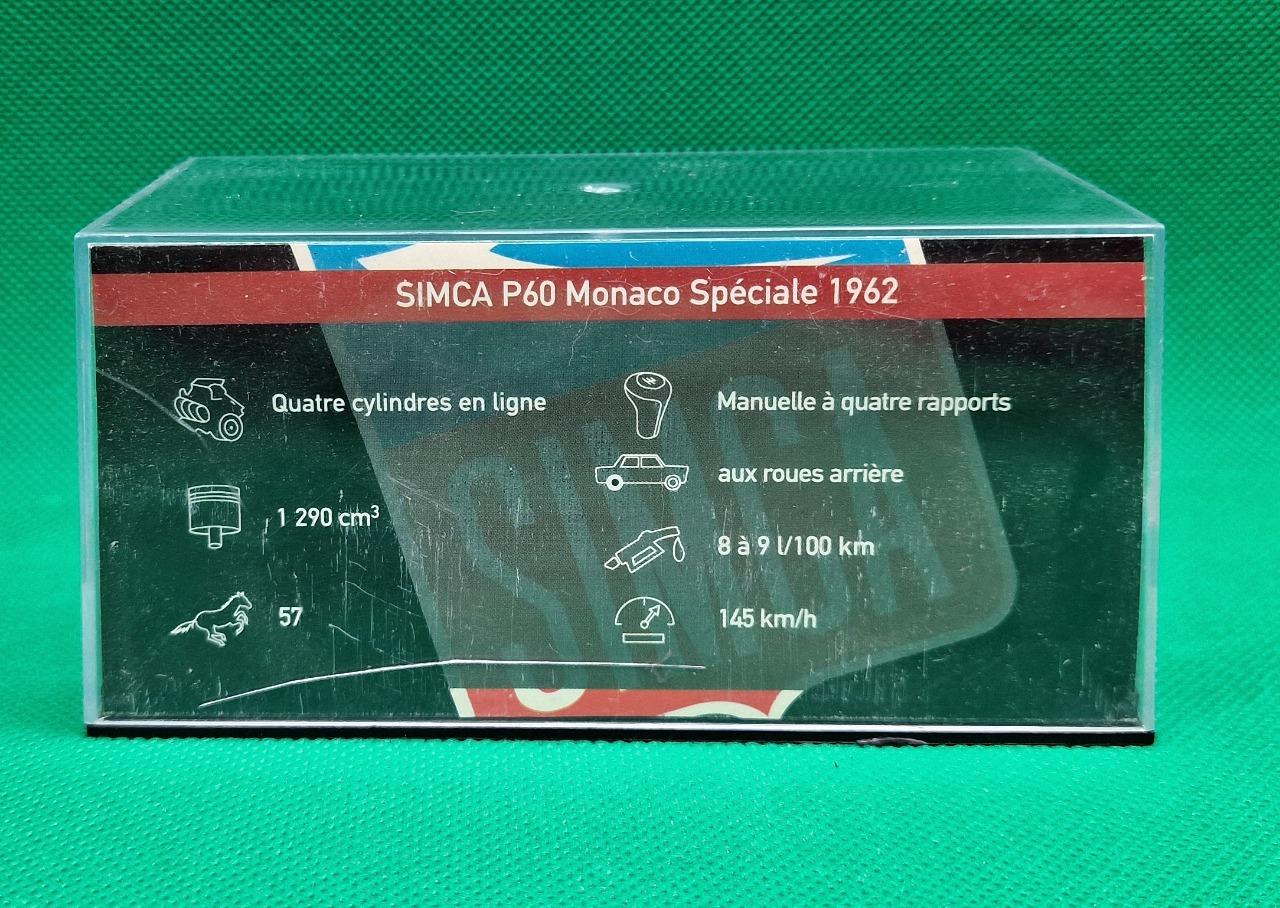 SIMCA P60 Monaco Spéciale 1962
Quatre cylindres en ligne
1 290 cm³
57
Manuelle à quatre rapports
aux roues arrière
8 à 9 l/100 km
145 km/h
SIMCA